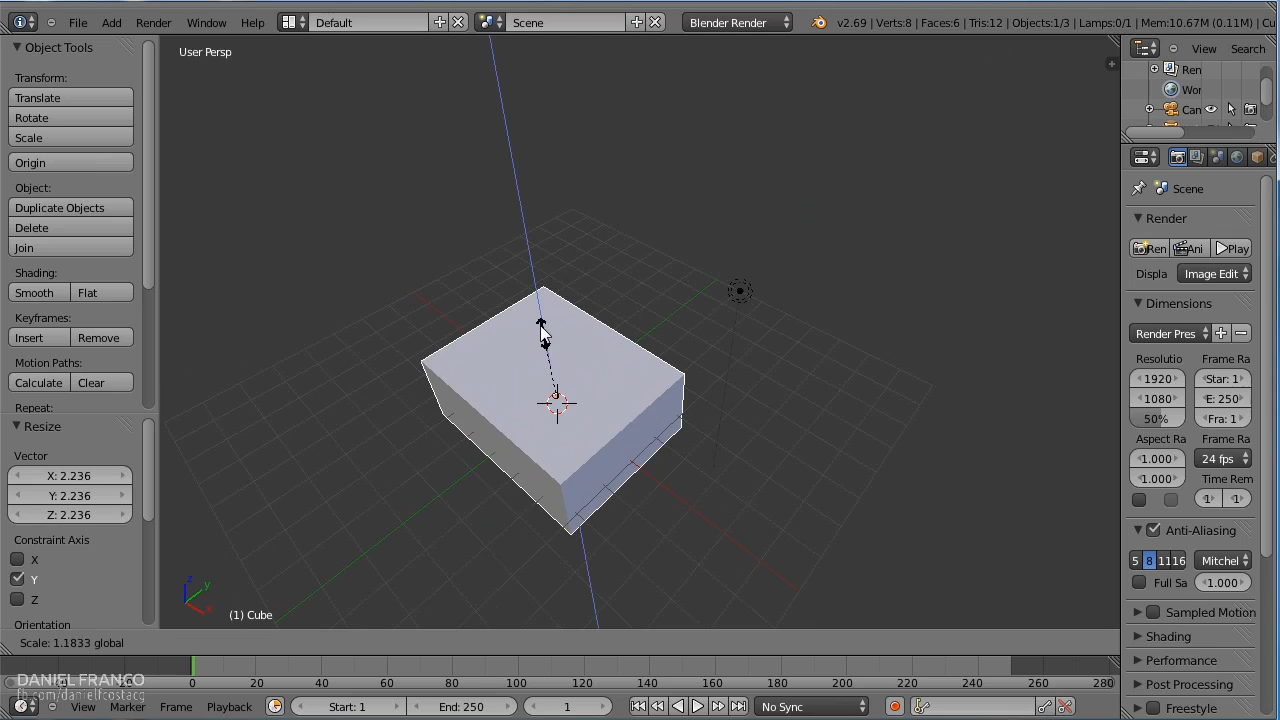 File Add Render Window Help Default Scene Blender Render v2.69 | Verts:8 | Faces:6 | Tris:12 | Objects:1/3 | Lamps:0/1 | Mem:10.67M (0.11M) | Cu
Object Tools
Transform:
Translate
Rotate
Scale
Origin
Object:
Duplicate Objects
Delete
Join
Shading:
Smooth Flat
Keyframes:
Insert Remove
Motion Paths:
Calculate Clear
Repeat:
Resize
Vector
X: 2.236
Y: 2.236
Z: 2.236
Constraint Axis
X
Y
Z
Orientation
User Persp
z
y
x
(1) Cube
Scale: 1.1833 global
View Search
Ren
Wor
Can
Scene
Render
Ren Ani Play
Displa Image Edit
Dimensions
Render Pres
Resolutio Frame Ra
1920 Star: 1
1080 E: 250
50% Fra: 1
Aspect Ra Frame Ra
1.000 24 fps
1.000 Time Rem
1 1
Anti-Aliasing
5 8 11 16 Mitchel
Full Sa 1.000
Sampled Motion
Shading
Performance
Post Processing
Freestyle
DANIEL FRANCO
fb.com/danielfcostacg
0 20 40 60 80 100 120 140 160 180 200 220 240 260 280
View Marker Frame Playback Start: 1 End: 250 1 No Sync